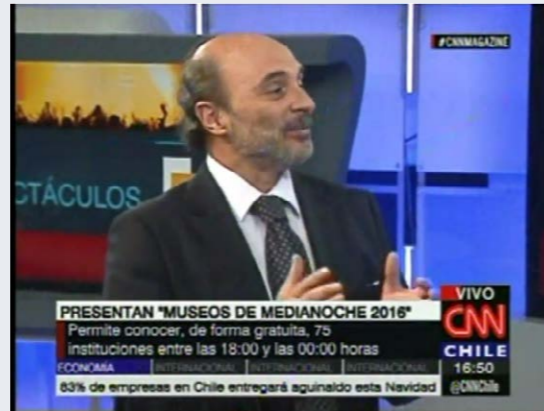 #CNNMAGAZINE
CTÁCULOS
PRESENTAN "MUSEOS DE MEDIANOCHE 2016"
Permite conocer, de forma gratuita, 75
instituciones entre las 18:00 y las 00:00 horas
VIVO
CNN
CHILE
16:50
@CNNChile
ECONOMÍA INTERNACIONAL INTERNACIONAL INTERNACIONAL
83% de empresas en Chile entregará aguinaldo esta Navidad